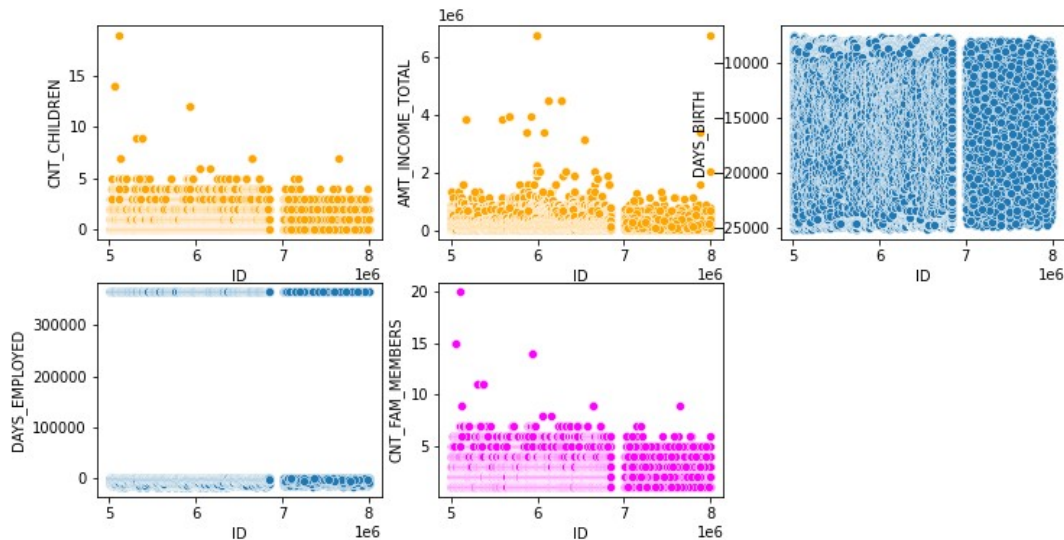 CNT_CHILDREN
15
10
5
0
5
6
7
8
ID
1e6
1e6
AMT_INCOME_TOTAL
6
4
2
0
5
6
7
8
ID
1e6
DAYS_BIRTH
−10000
−15000
−20000
−25000
5
6
7
8
ID
1e6
DAYS_EMPLOYED
300000
200000
100000
0
5
6
7
8
ID
1e6
CNT_FAM_MEMBERS
20
15
10
5
5
6
7
8
ID
1e6